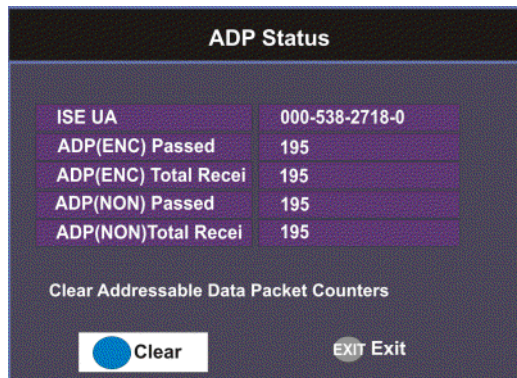 ADP Status
ISE UA 000-538-2718-0
ADP(ENC) Passed 195
ADP(ENC) Total Recei 195
ADP(NON) Passed 195
ADP(NON)Total Recei 195
Clear Addressable Data Packet Counters
Clear EXIT Exit